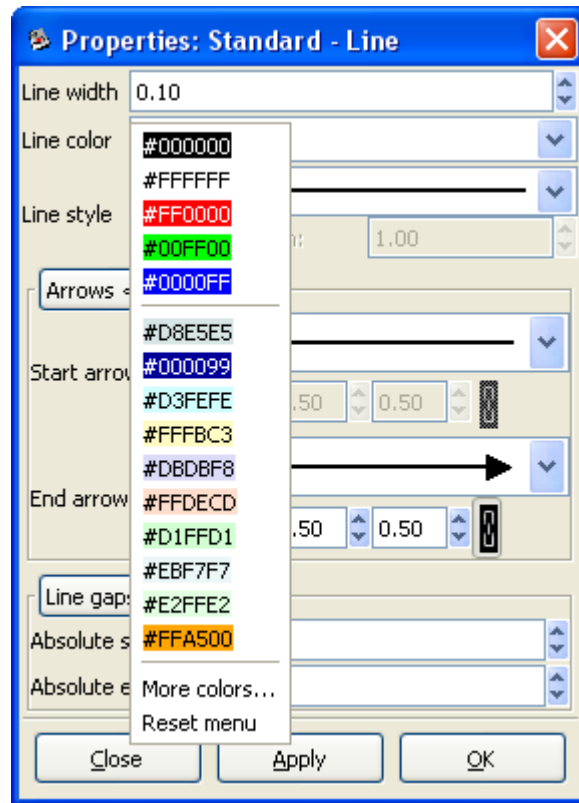 Properties: Standard - Line
Line width 0.10
Line color
#000000
#FFFFFF
#FF0000
#00FF00
#0000FF
#D8E5E5
#000099
#D3FEFE
#FFFBC3
#DBDBF8
#FFDECD
#D1FFD1
#EBF7F7
#E2FFE2
#FFA500
More colors...
Reset menu
Line style
1.00
Arrows
Start arrow
.50 0.50
End arrow
.50 0.50
Line gaps
Absolute s
Absolute e
Close Apply OK